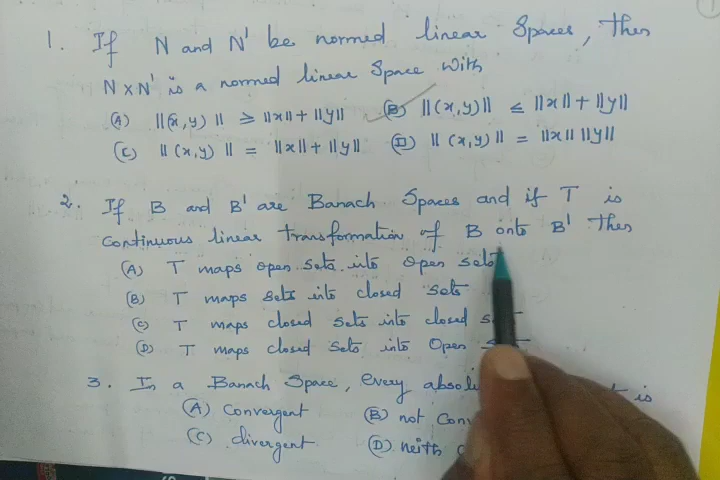 1. If N and N' be normed linear Spaces, then
N x N' is a normed linear Space with
(A) ||(x,y)|| ≥ ||x|| + ||y|| (B) ||(x,y)|| ≤ ||x|| + ||y||
(C) ||(x,y)|| = ||x|| + ||y|| (D) ||(x,y)|| = ||x|| ||y||
2. If B and B' are Banach Spaces and if T is
continuous linear transformation of B onto B' then
(A) T maps open sets into open sets
(B) T maps sets into closed sets
(C) T maps closed sets into closed
(D) T maps closed sets into Open
3. In a Banach Space, every is
(A) Convergent (B) not
(C) divergent (D)